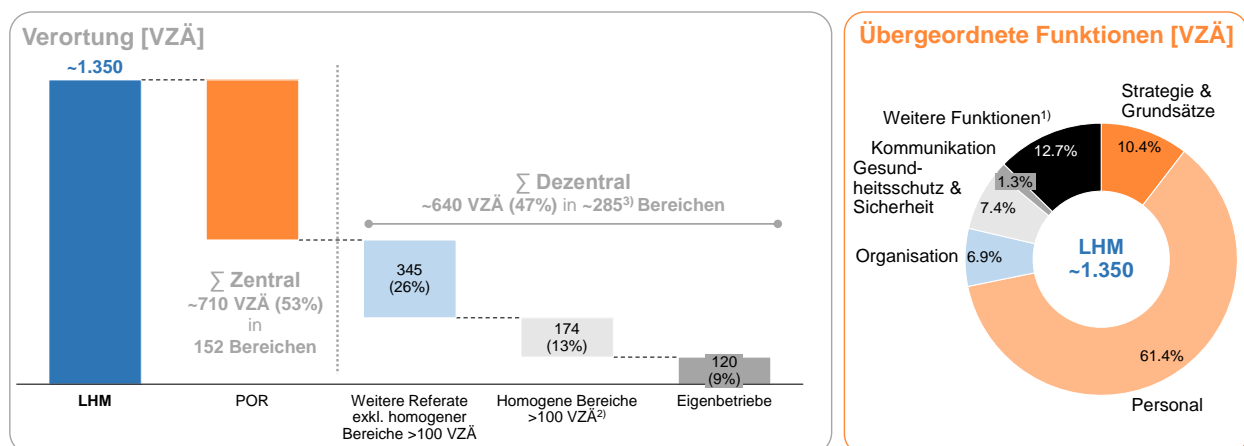 Verortung [VZÄ]
~1.350
∑ Dezentral
~640 VZÄ (47%) in ~285³⁾ Bereichen
∑ Zentral
~710 VZÄ (53%)
in
152 Bereichen
345
(26%)
174
(13%)
120
(9%)
LHM
POR
Weitere Referate
exkl. homogener
Bereiche >100 VZÄ
Homogene Bereiche
>100 VZÄ²⁾
Eigenbetriebe
Übergeordnete Funktionen [VZÄ]
Strategie &
Grundsätze
Weitere Funktionen¹⁾
Kommunikation
Gesund-
heitsschutz &
Sicherheit
Organisation
Personal
12.7%
10.4%
1.3%
7.4%
6.9%
61.4%
LHM
~1.350